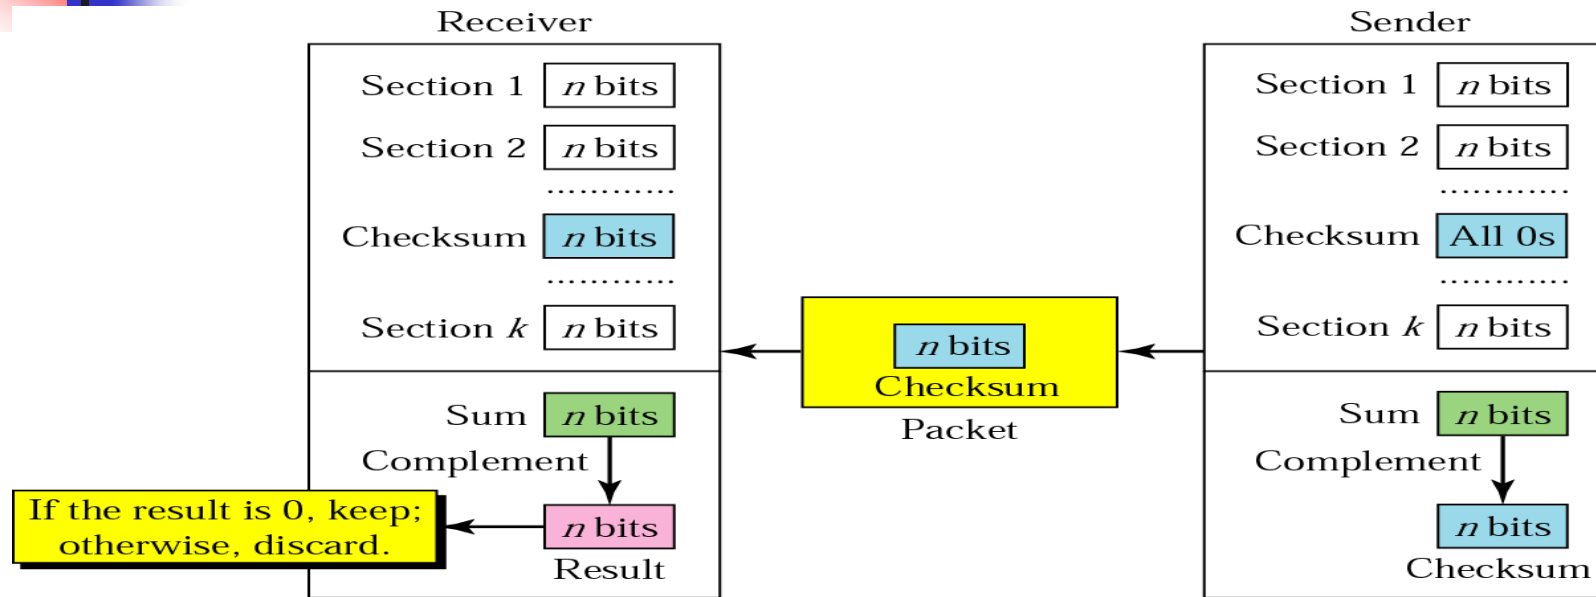 Receiver
Section 1 n bits
Section 2 n bits
............
Checksum n bits
............
Section k n bits
Sum n bits
Complement
n bits
Result
If the result is 0, keep;
otherwise, discard.
n bits
Checksum
Packet
Sender
Section 1 n bits
Section 2 n bits
............
Checksum All 0s
............
Section k n bits
Sum n bits
Complement
n bits
Checksum